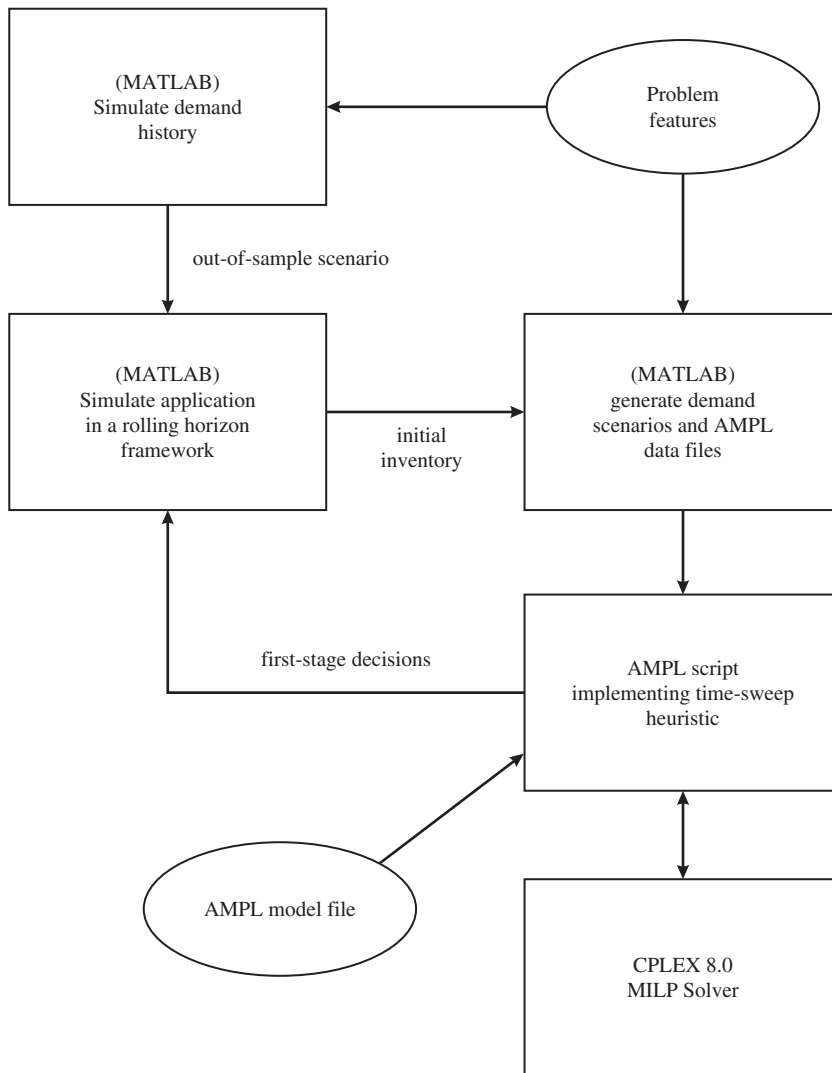 (MATLAB)
Simulate demand
history
Problem
features
out-of-sample scenario
(MATLAB)
Simulate application
in a rolling horizon
framework
initial
inventory
(MATLAB)
generate demand
scenarios and AMPL
data files
first-stage decisions
AMPL script
implementing time-sweep
heuristic
AMPL model file
CPLEX 8.0
MILP Solver